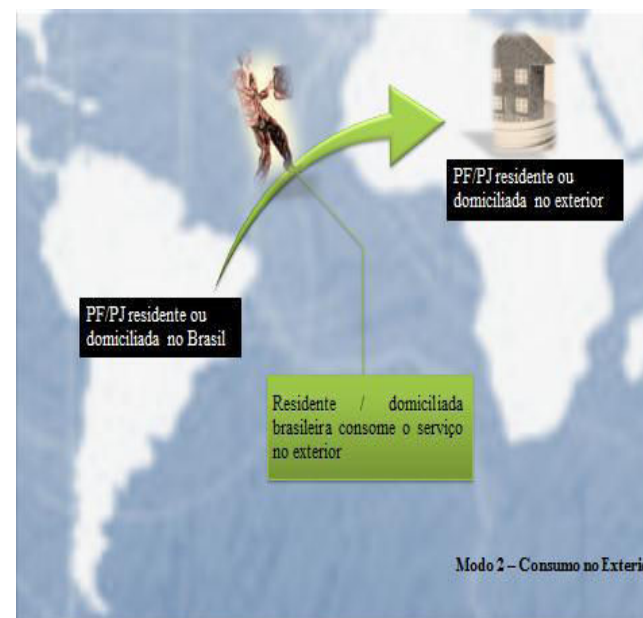 PF/PJ residente ou
domiciliada no exterior
PF/PJ residente ou
domiciliada no Brasil
Residente / domiciliada
brasileira consome o serviço
no exterior
Modo 2 – Consumo no Exteri